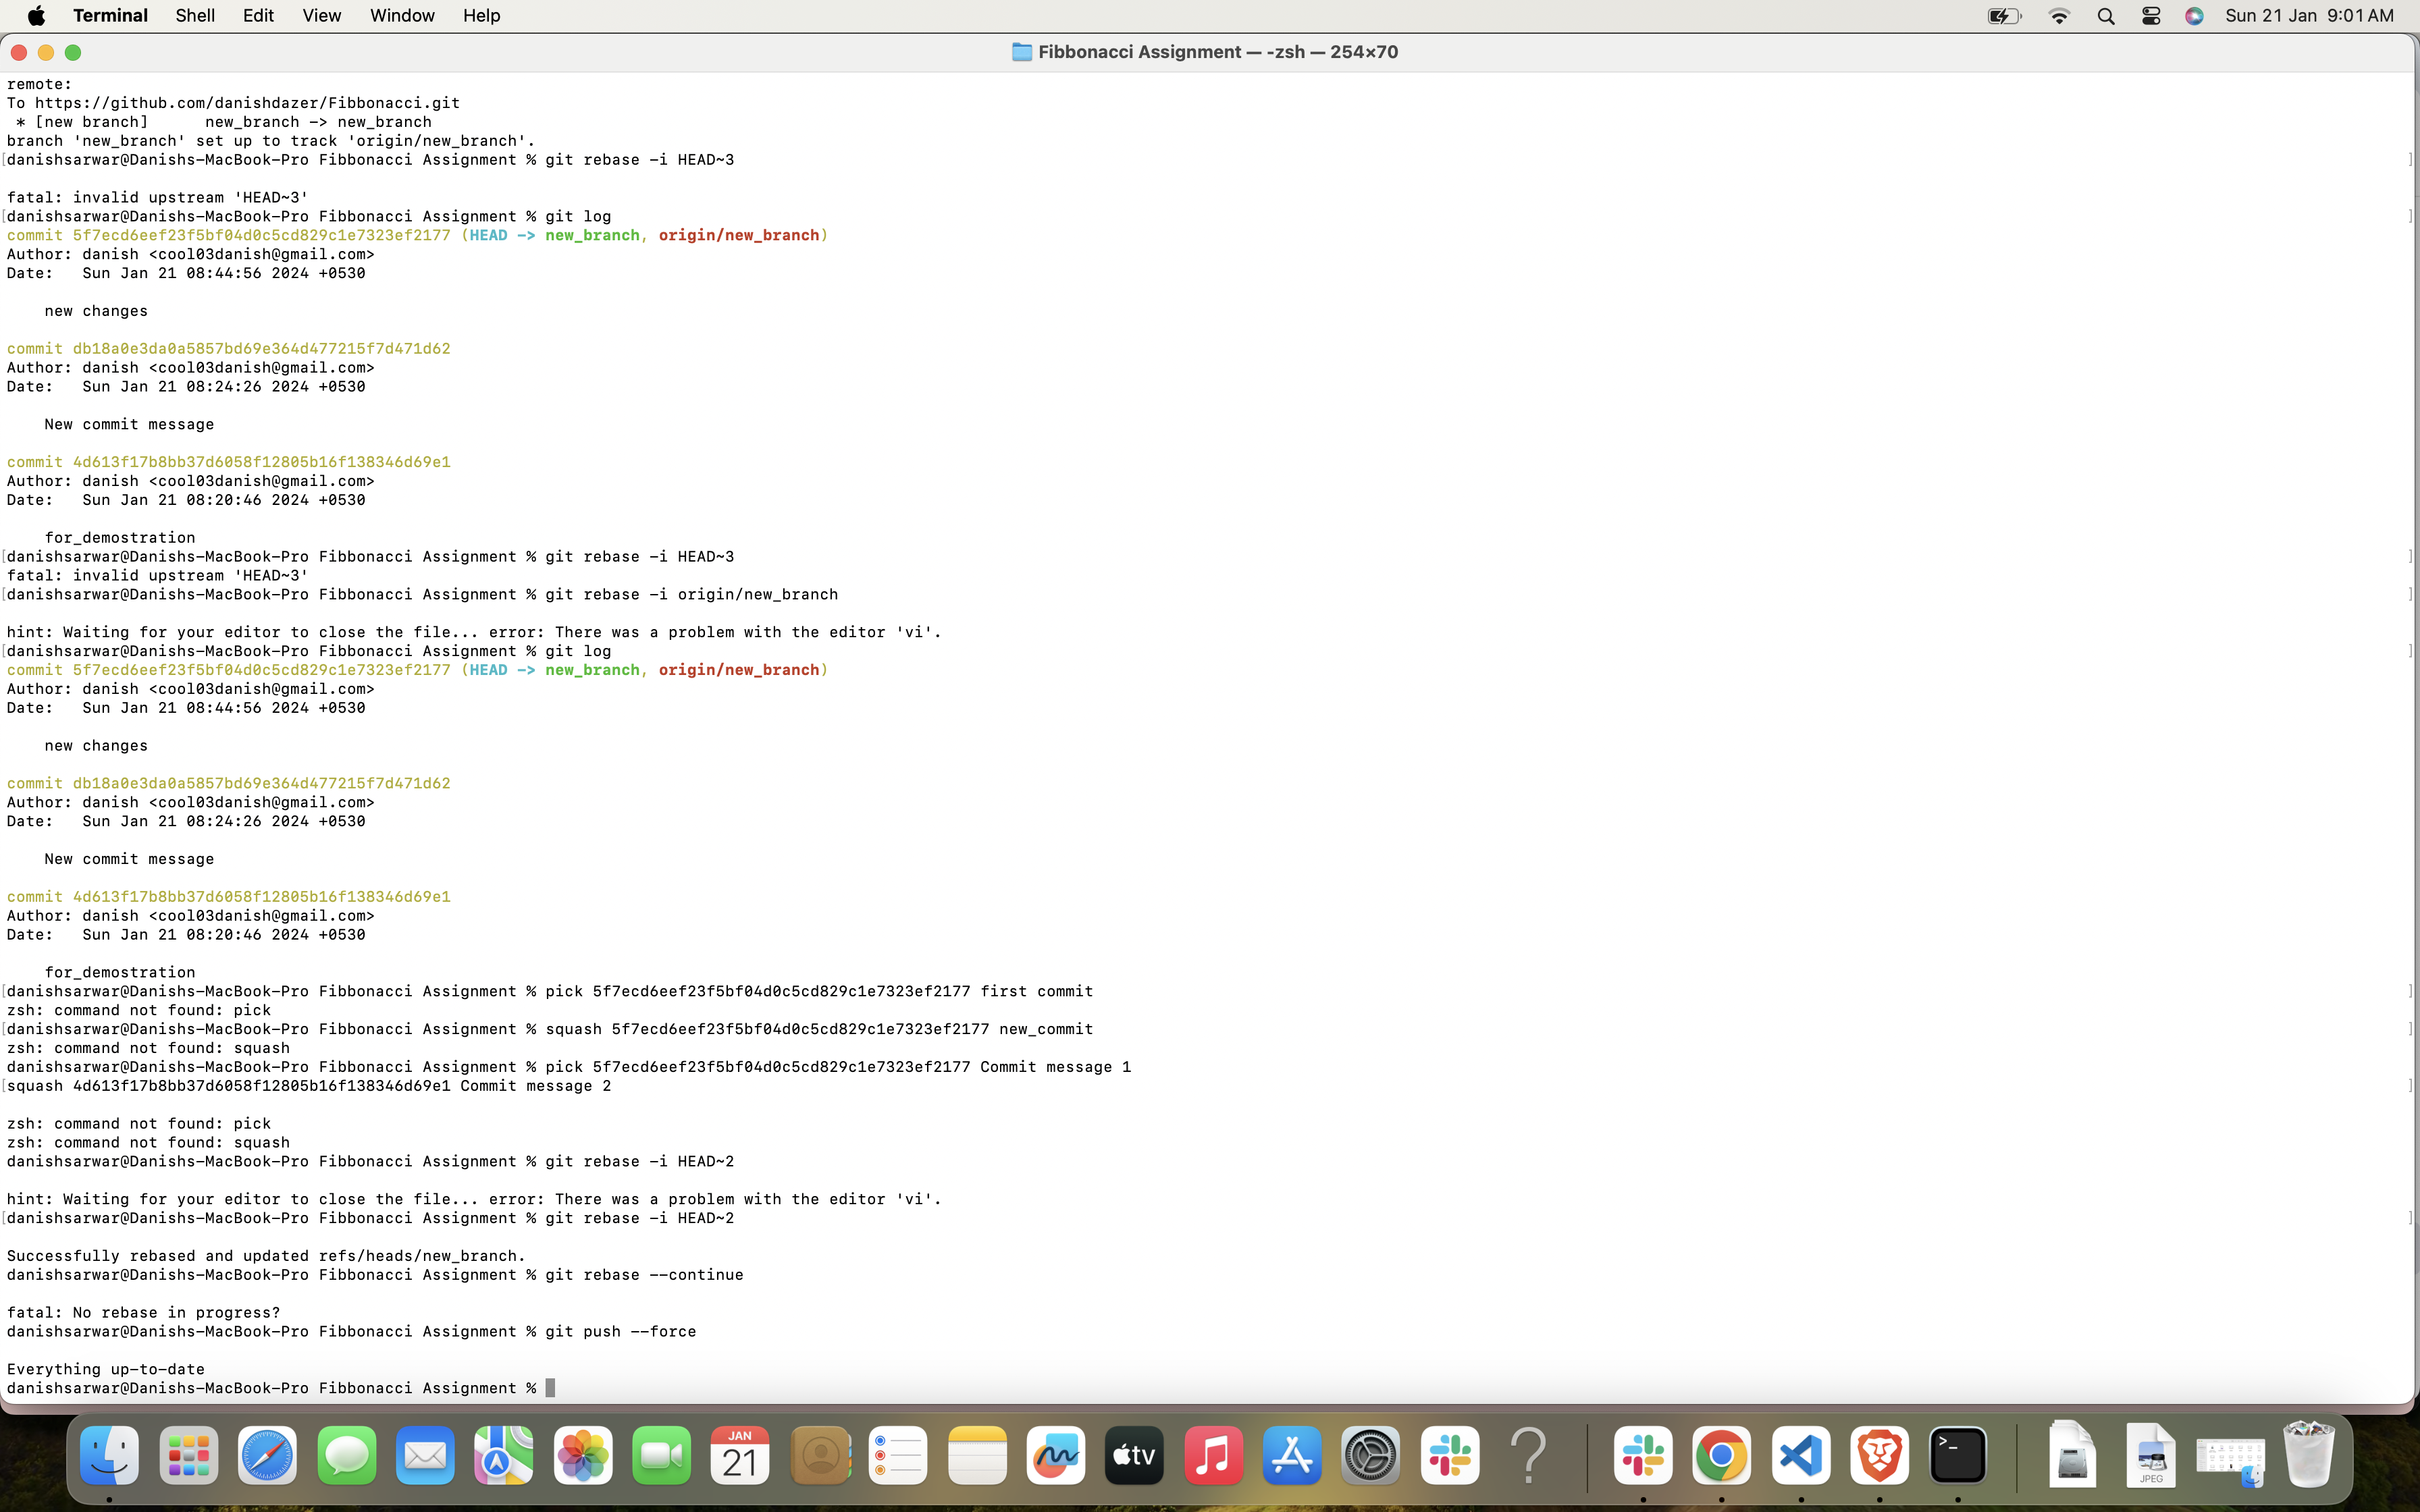 Terminal Shell Edit View Window Help Sun 21 Jan 9:01 AM
Fibbonacci Assignment — -zsh — 254×70
remote:
To https://github.com/danishdazer/Fibbonacci.git
 * [new branch]      new_branch -> new_branch
branch 'new_branch' set up to track 'origin/new_branch'.
[danishsarwar@Danishs-MacBook-Pro Fibbonacci Assignment % git rebase -i HEAD~3 ]
fatal: invalid upstream 'HEAD~3'
[danishsarwar@Danishs-MacBook-Pro Fibbonacci Assignment % git log ]
commit 5f7ecd6eef23f5bf04d0c5cd829c1e7323ef2177 (HEAD -> new_branch, origin/new_branch)
Author: danish <cool03danish@gmail.com>
Date:   Sun Jan 21 08:44:56 2024 +0530
    new changes
commit db18a0e3da0a5857bd69e364d477215f7d471d62
Author: danish <cool03danish@gmail.com>
Date:   Sun Jan 21 08:24:26 2024 +0530
    New commit message
commit 4d613f17b8bb37d6058f12805b16f138346d69e1
Author: danish <cool03danish@gmail.com>
Date:   Sun Jan 21 08:20:46 2024 +0530
    for_demostration
[danishsarwar@Danishs-MacBook-Pro Fibbonacci Assignment % git rebase -i HEAD~3 ]
fatal: invalid upstream 'HEAD~3'
[danishsarwar@Danishs-MacBook-Pro Fibbonacci Assignment % git rebase -i origin/new_branch ]
hint: Waiting for your editor to close the file... error: There was a problem with the editor 'vi'.
[danishsarwar@Danishs-MacBook-Pro Fibbonacci Assignment % git log ]
commit 5f7ecd6eef23f5bf04d0c5cd829c1e7323ef2177 (HEAD -> new_branch, origin/new_branch)
Author: danish <cool03danish@gmail.com>
Date:   Sun Jan 21 08:44:56 2024 +0530
    new changes
commit db18a0e3da0a5857bd69e364d477215f7d471d62
Author: danish <cool03danish@gmail.com>
Date:   Sun Jan 21 08:24:26 2024 +0530
    New commit message
commit 4d613f17b8bb37d6058f12805b16f138346d69e1
Author: danish <cool03danish@gmail.com>
Date:   Sun Jan 21 08:20:46 2024 +0530
    for_demostration
[danishsarwar@Danishs-MacBook-Pro Fibbonacci Assignment % pick 5f7ecd6eef23f5bf04d0c5cd829c1e7323ef2177 first commit ]
zsh: command not found: pick
[danishsarwar@Danishs-MacBook-Pro Fibbonacci Assignment % squash 5f7ecd6eef23f5bf04d0c5cd829c1e7323ef2177 new_commit ]
zsh: command not found: squash
danishsarwar@Danishs-MacBook-Pro Fibbonacci Assignment % pick 5f7ecd6eef23f5bf04d0c5cd829c1e7323ef2177 Commit message 1
[squash 4d613f17b8bb37d6058f12805b16f138346d69e1 Commit message 2 ]
zsh: command not found: pick
zsh: command not found: squash
danishsarwar@Danishs-MacBook-Pro Fibbonacci Assignment % git rebase -i HEAD~2
hint: Waiting for your editor to close the file... error: There was a problem with the editor 'vi'.
[danishsarwar@Danishs-MacBook-Pro Fibbonacci Assignment % git rebase -i HEAD~2 ]
Successfully rebased and updated refs/heads/new_branch.
danishsarwar@Danishs-MacBook-Pro Fibbonacci Assignment % git rebase --continue
fatal: No rebase in progress?
danishsarwar@Danishs-MacBook-Pro Fibbonacci Assignment % git push --force
Everything up-to-date
danishsarwar@Danishs-MacBook-Pro Fibbonacci Assignment %
JAN
21
tv
>_
JPEG